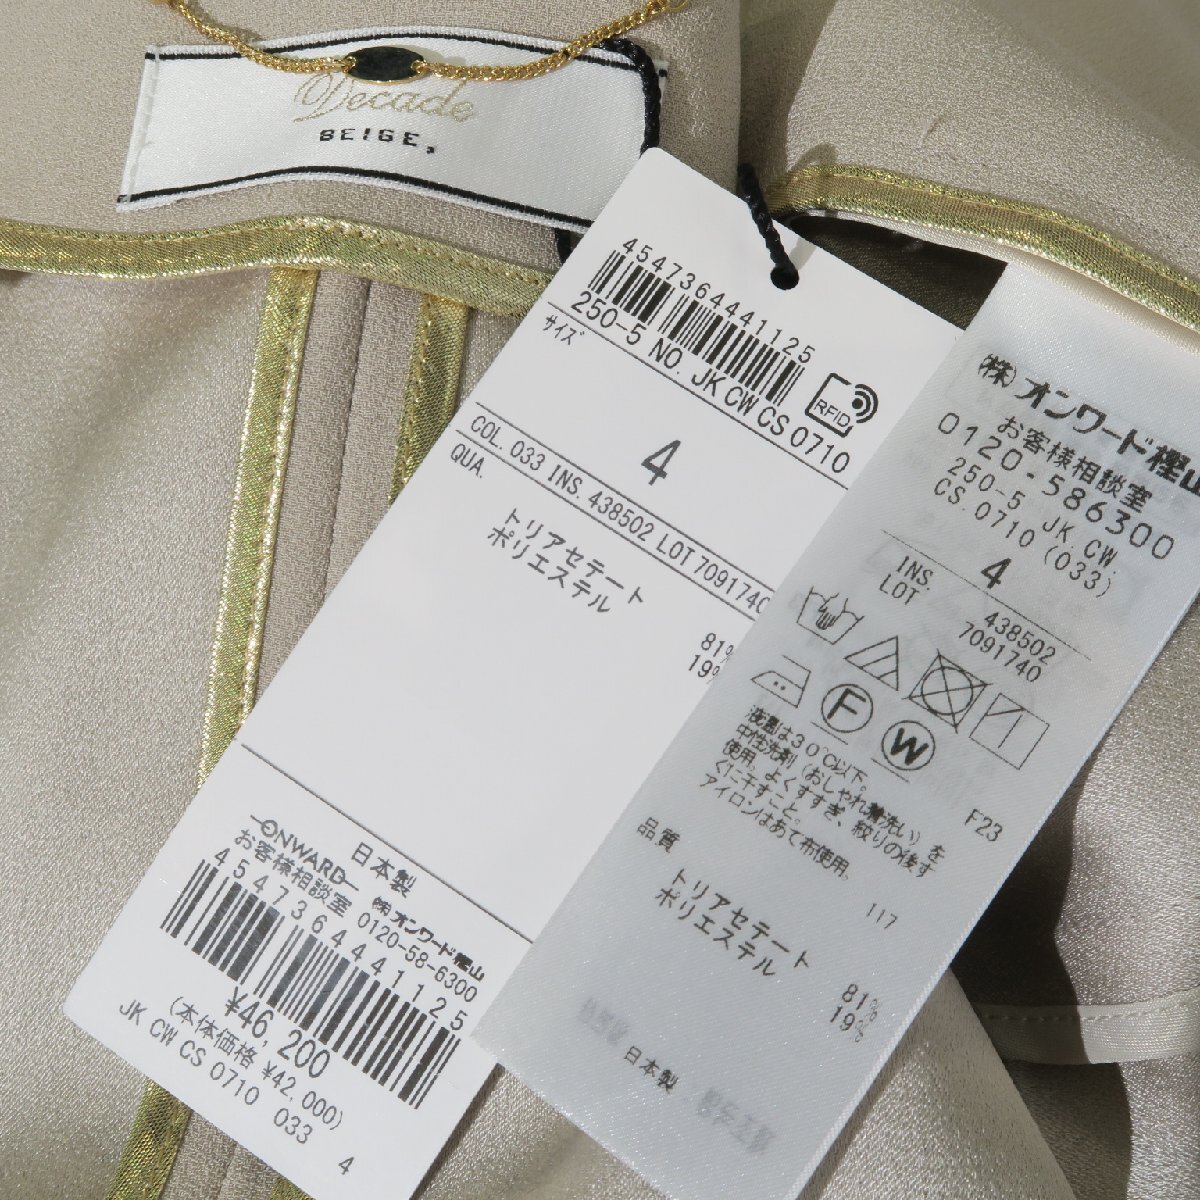 Decade
BEIGE,
4547364441125
250-5 NO. JK CW CS 0710
RFID
サイズ
4
COL. 033 INS. 438502 LOT 7091740
QUA.
トリアセテート 81%
ポリエステル 19%
日本製
ONWARD
㈱オンワード樫山
お客様相談室 0120-58-6300
4547364441125
¥46,200
(本体価格 ¥42,000)
JK CW CS 0710 033 4
(株)オンワード樫山
お客様相談室
0120-586300
250-5 JK. CW.
CS.0710 (033)
4
INS. 438502
LOT 7091740
F
W
液温は30℃以下。
中性洗剤(おしゃれ着洗い)を
使用。よくすすぎ、絞りの後す
ぐに干すこと。
アイロンはあて布使用。
F23
117
品質
トリアセテート 81%
ポリエステル 19%
日本製